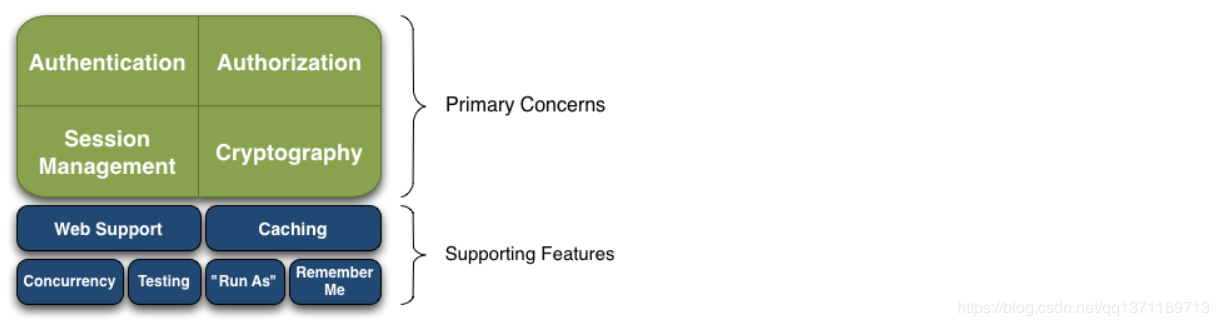 Authentication
Authorization
Primary Concerns
Session
Management
Cryptography
Web Support
Caching
Supporting Features
Concurrency
Testing
"Run As"
Remember
Me
https://blog.csdn.net/qq1371189713